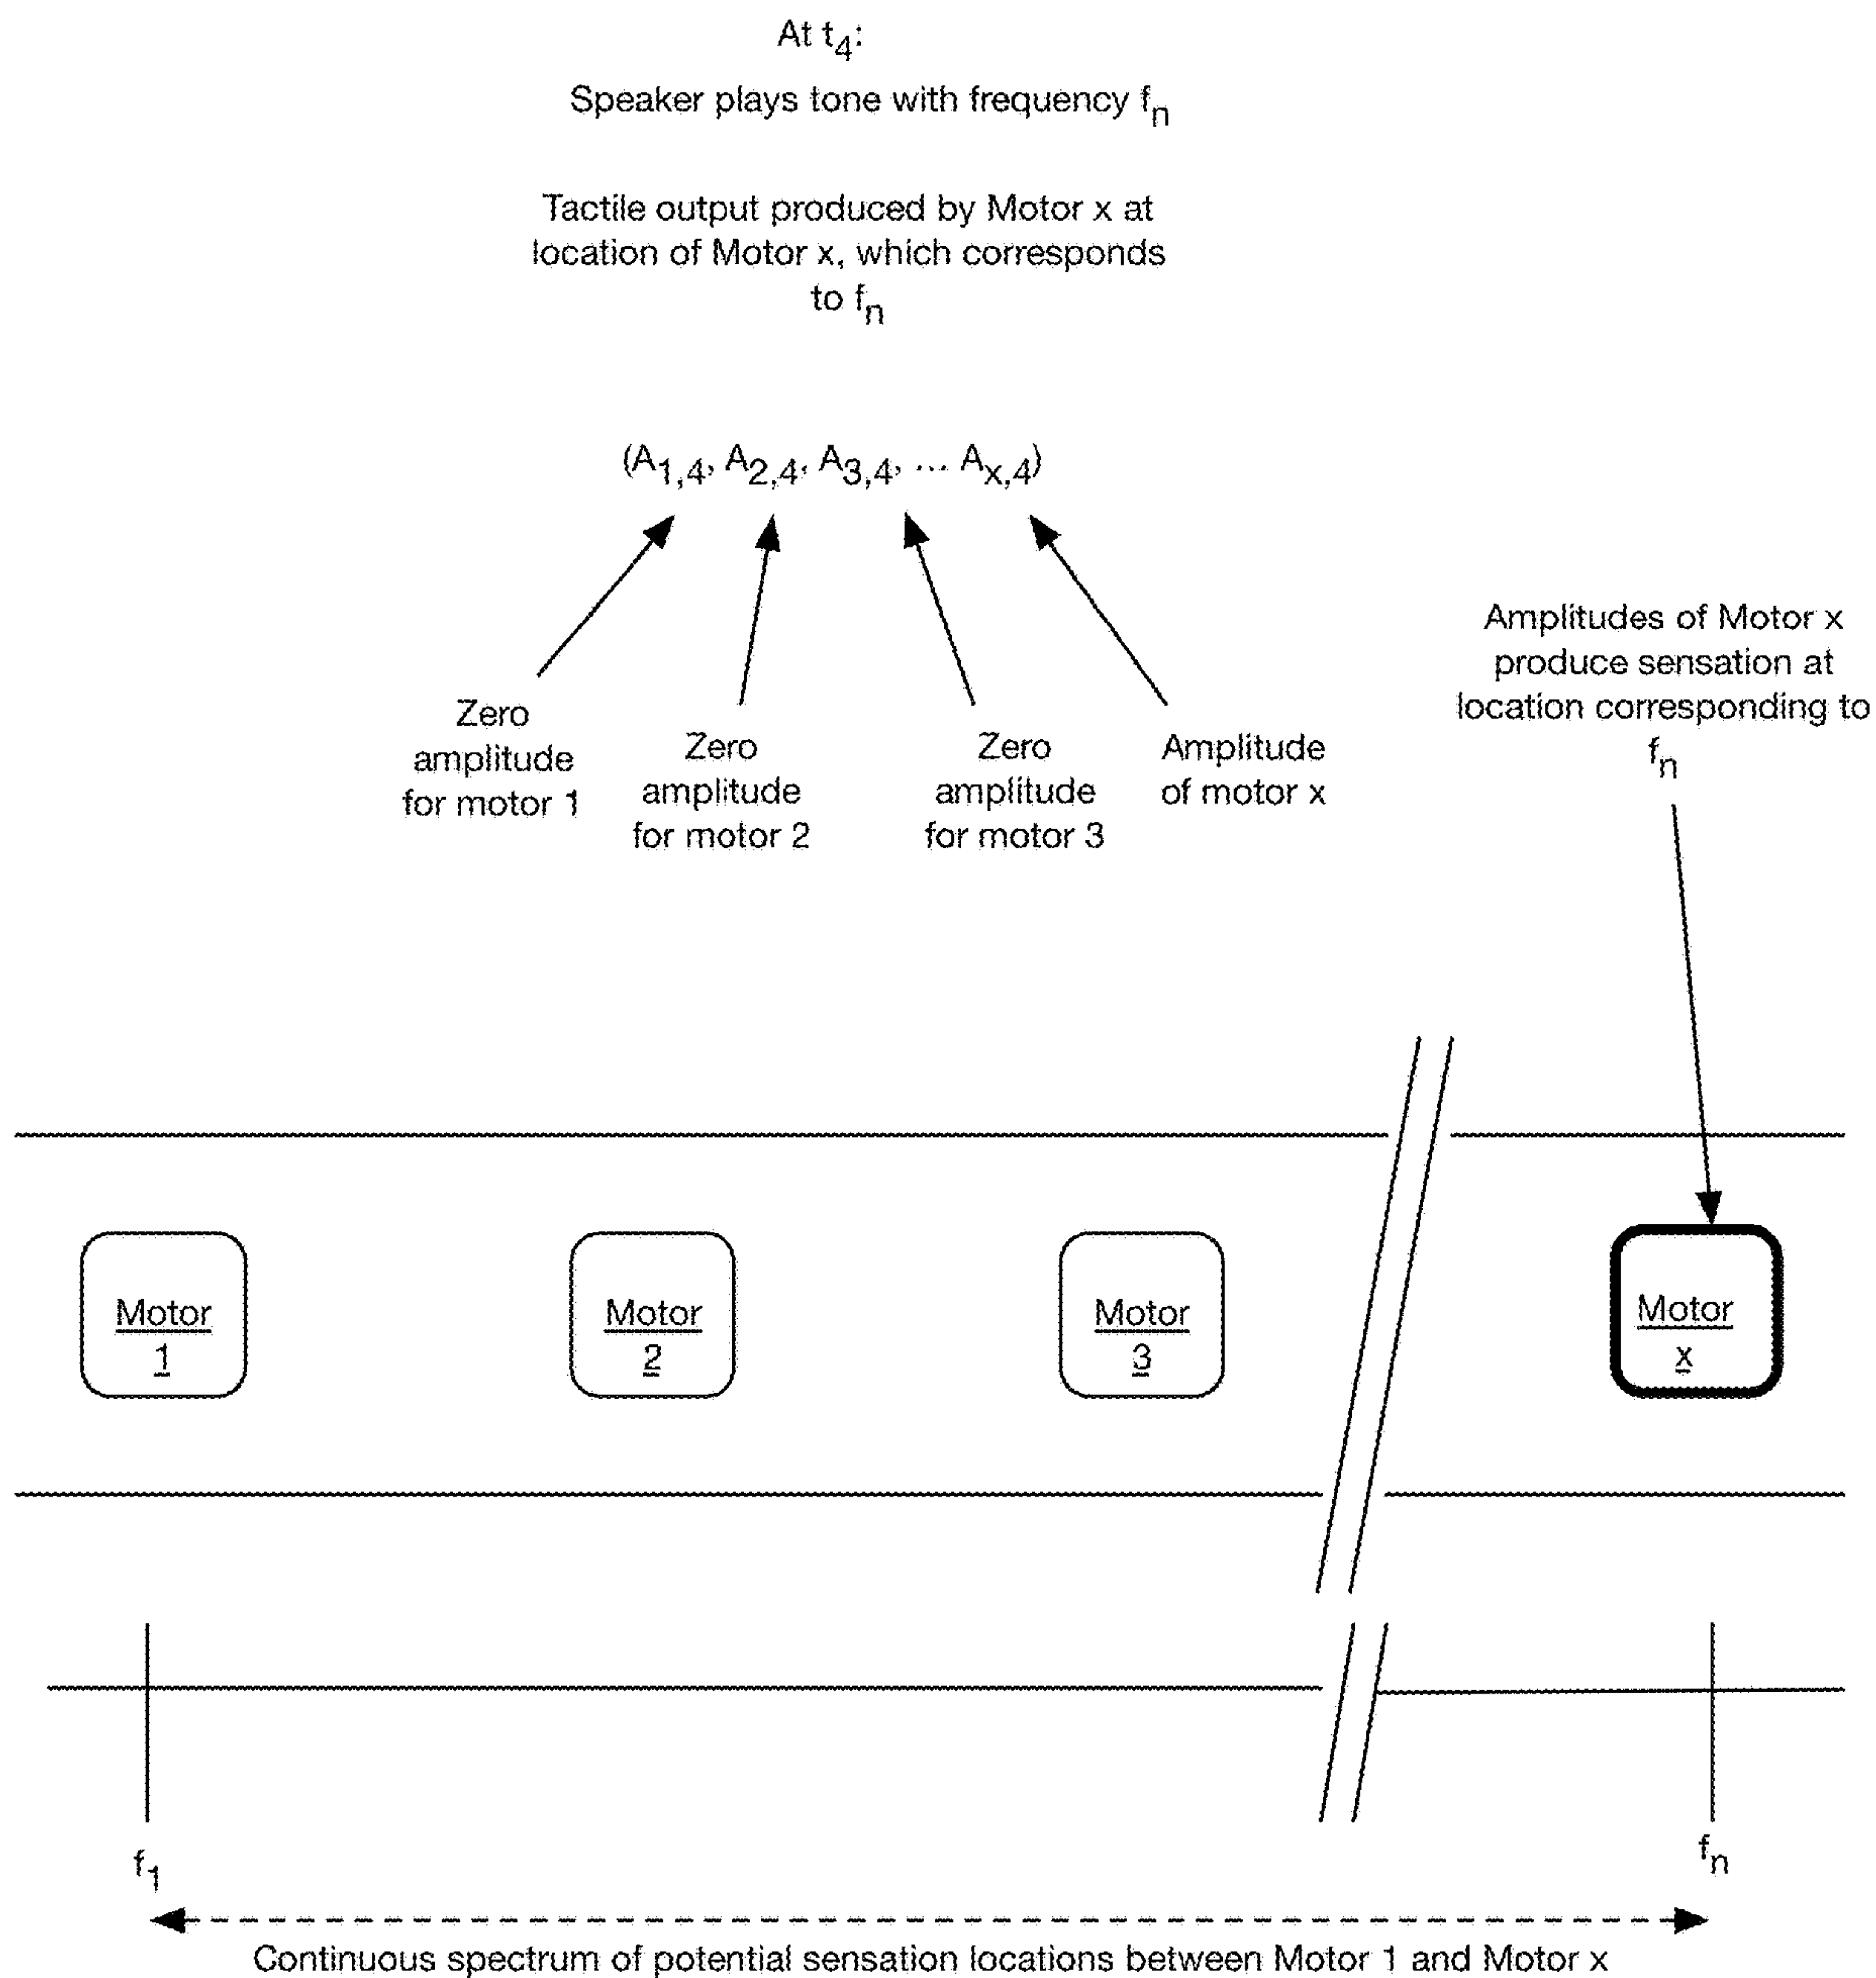 At t₄:
Speaker plays tone with frequency fₙ
Tactile output produced by Motor x at
location of Motor x, which corresponds
to fₙ
(A₁,₄, A₂,₄, A₃,₄, ... Aₓ,₄)
Zero
amplitude
for motor 1
Zero
amplitude
for motor 2
Zero
amplitude
for motor 3
Amplitude
of motor x
Amplitudes of Motor x
produce sensation at
location corresponding to
fₙ
Motor
1
Motor
2
Motor
3
Motor
x
f₁
fₙ
Continuous spectrum of potential sensation locations between Motor 1 and Motor x